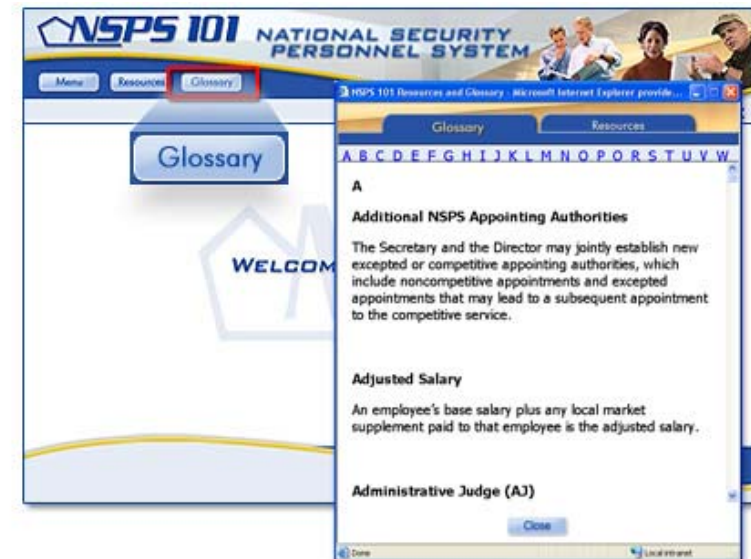 NSPS 101 NATIONAL SECURITY
PERSONNEL SYSTEM
Menu Resources Glossary
Glossary
WELCOM
NSPS 101 Resources and Glossary - Microsoft Internet Explorer provide...
Glossary Resources
A B C D E F G H I J K L M N O P O R S T U V W
A
Additional NSPS Appointing Authorities
The Secretary and the Director may jointly establish new
excepted or competitive appointing authorities, which
include noncompetitive appointments and excepted
appointments that may lead to a subsequent appointment
to the competitive service.
Adjusted Salary
An employee's base salary plus any local market
supplement paid to that employee is the adjusted salary.
Administrative Judge (AJ)
Close
Done Local intranet